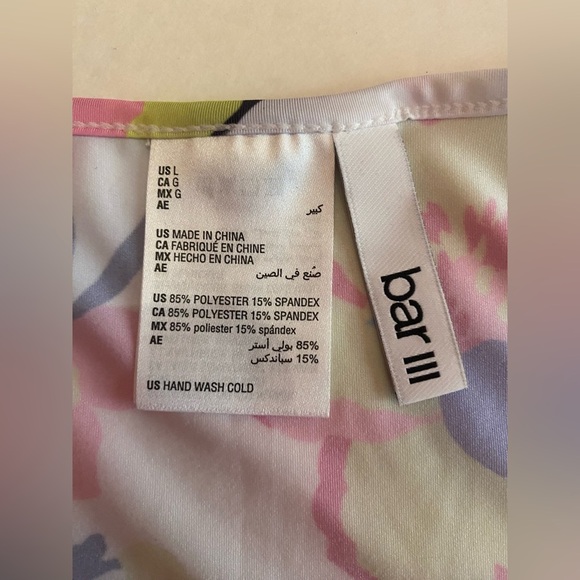 US L
CA G
MX G
AE كبير
US MADE IN CHINA
CA FABRIQUÉ EN CHINE
MX HECHO EN CHINA
AE صُنع في الصين
US 85% POLYESTER 15% SPANDEX
CA 85% POLYESTER 15% SPANDEX
MX 85% poliester 15% spándex
AE 85% بولي أستر
15% سباندكس
US HAND WASH COLD
bar III